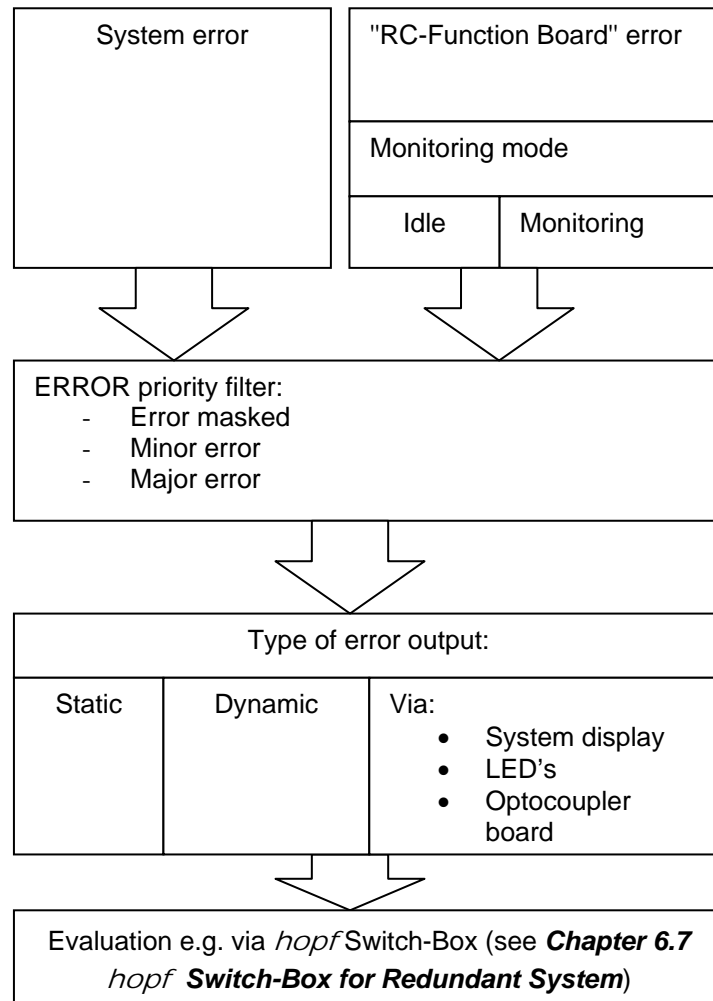 System error
"RC-Function Board" error
Monitoring mode
Idle
Monitoring
ERROR priority filter:
- Error masked
- Minor error
- Major error
Type of error output:
Static
Dynamic
Via:
• System display
• LED's
• Optocoupler
board
Evaluation e.g. via hopf Switch-Box (see Chapter 6.7
hopf Switch-Box for Redundant System)